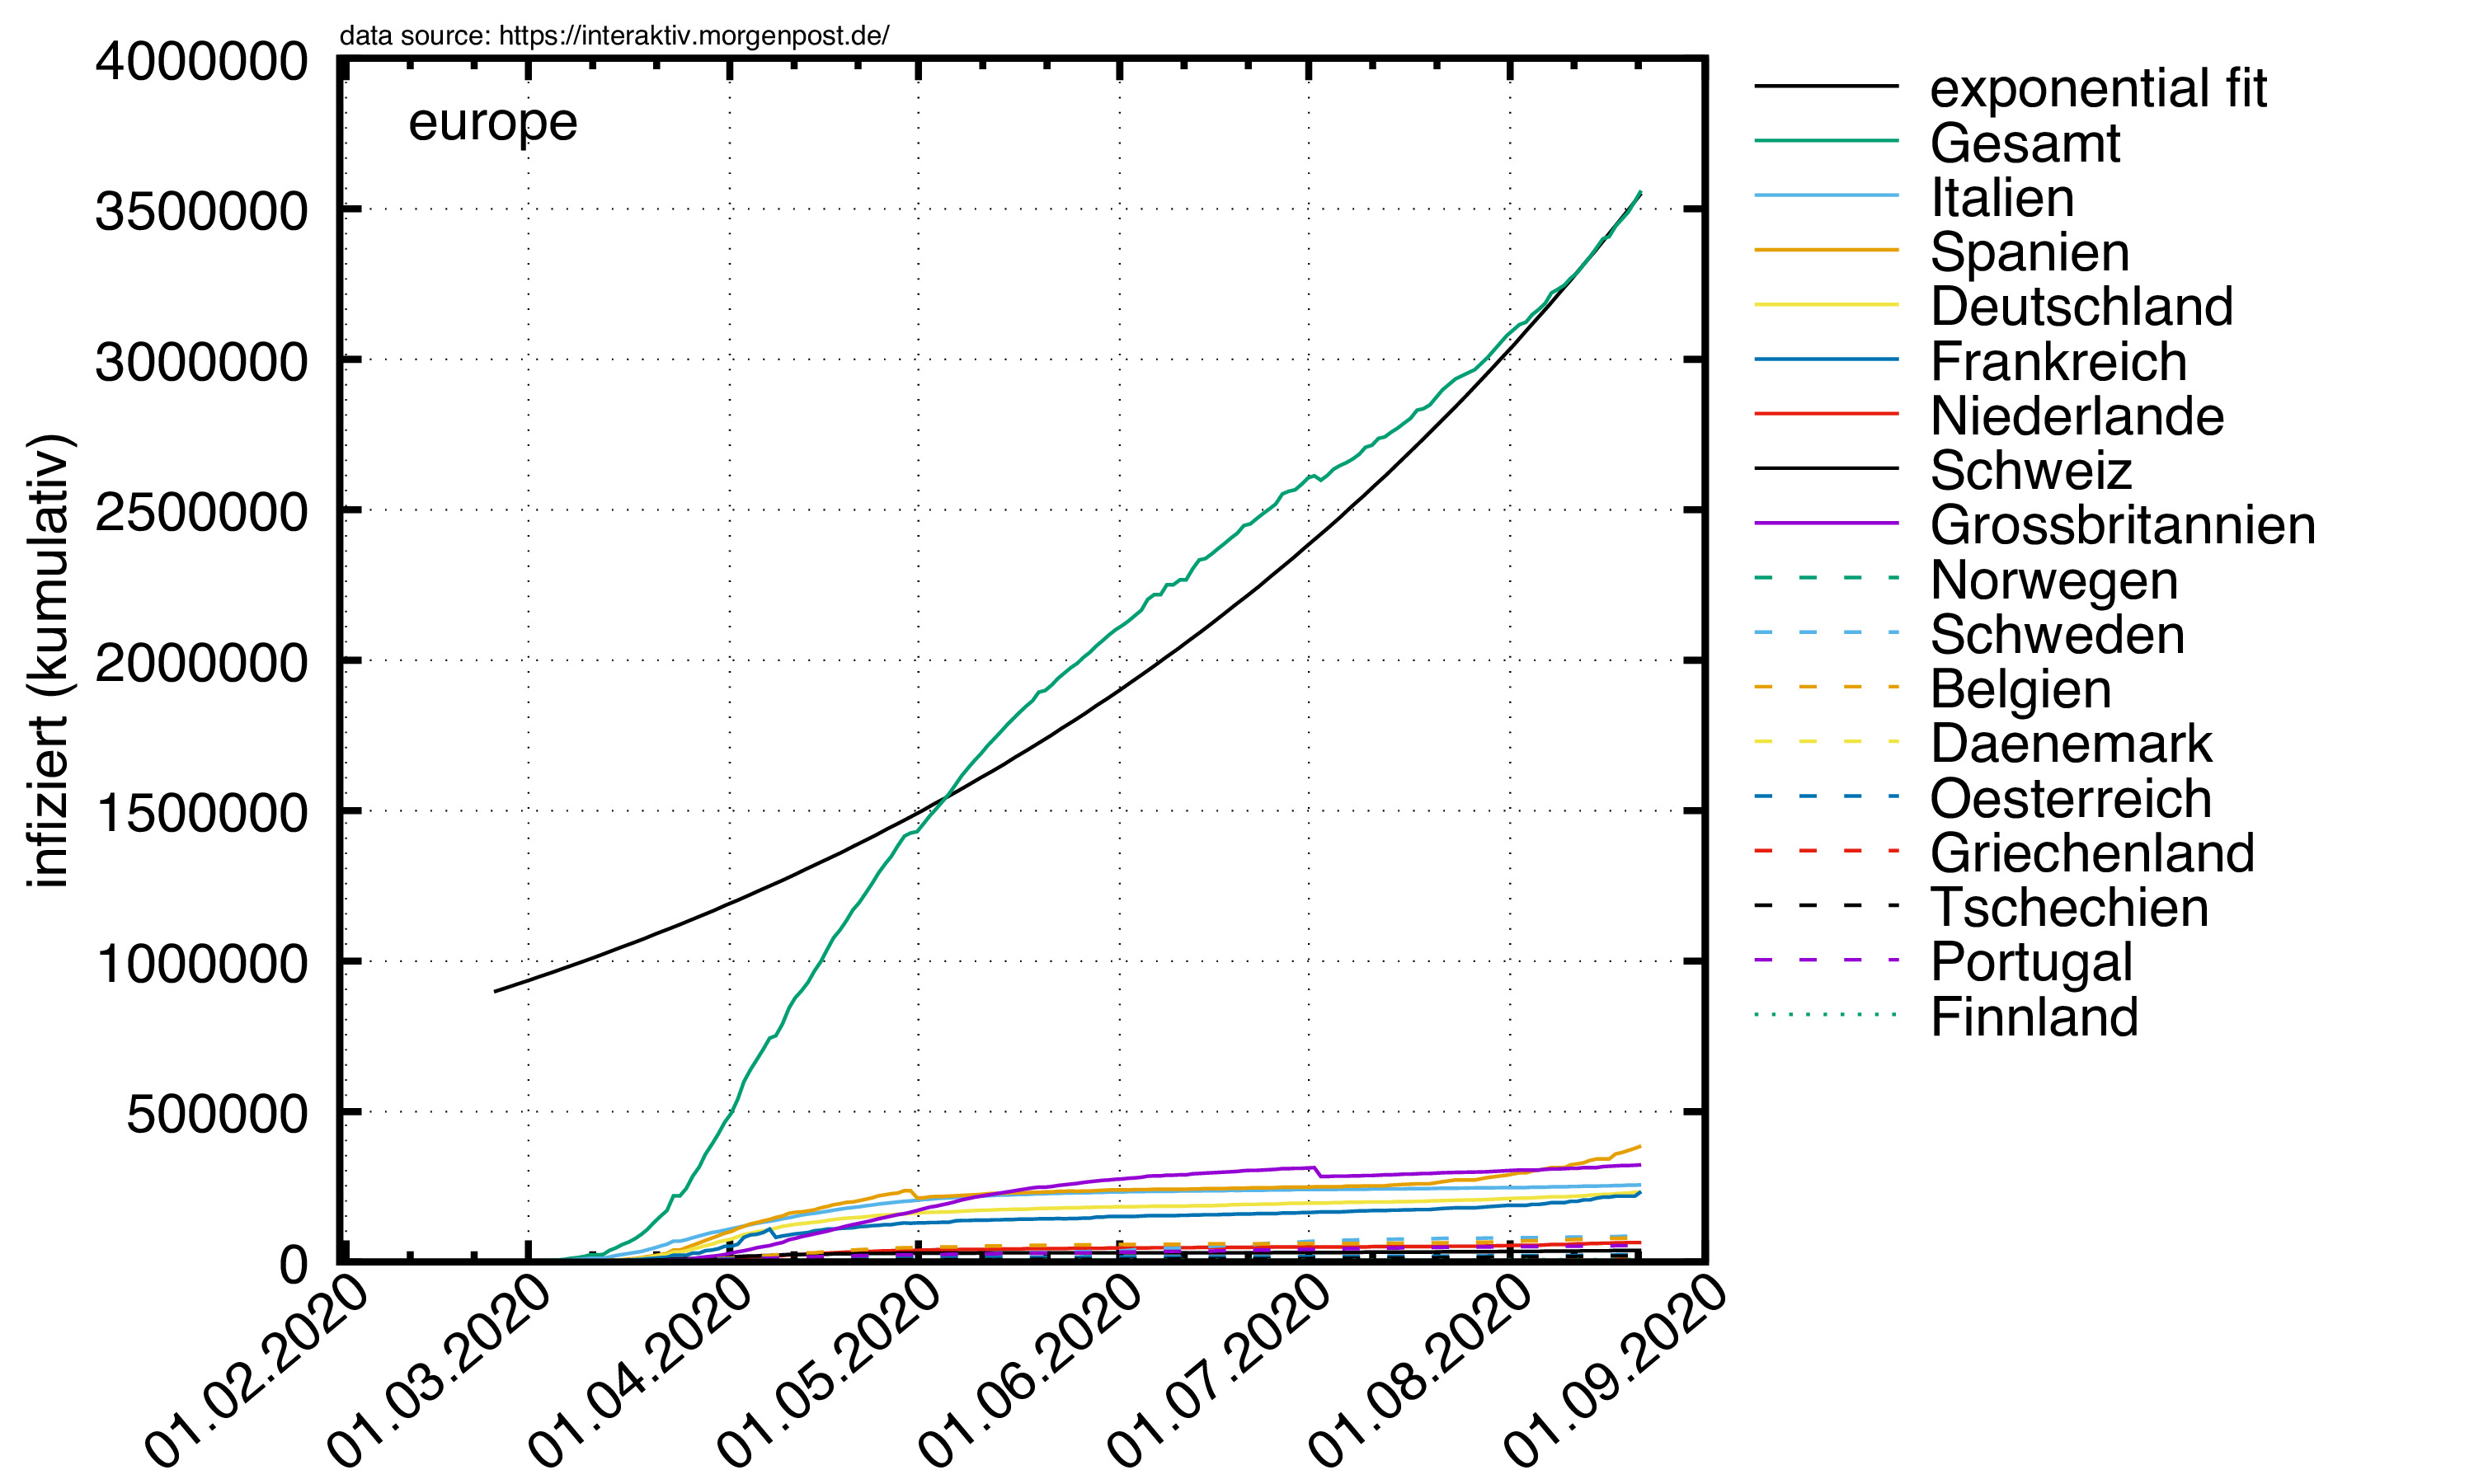 data source: https://interaktiv.morgenpost.de/
europe
infiziert (kumulativ)
4000000
3500000
3000000
2500000
2000000
1500000
1000000
500000
0
01.02.2020
01.03.2020
01.04.2020
01.05.2020
01.06.2020
01.07.2020
01.08.2020
01.09.2020
exponential fit
Gesamt
Italien
Spanien
Deutschland
Frankreich
Niederlande
Schweiz
Grossbritannien
Norwegen
Schweden
Belgien
Daenemark
Oesterreich
Griechenland
Tschechien
Portugal
Finnland